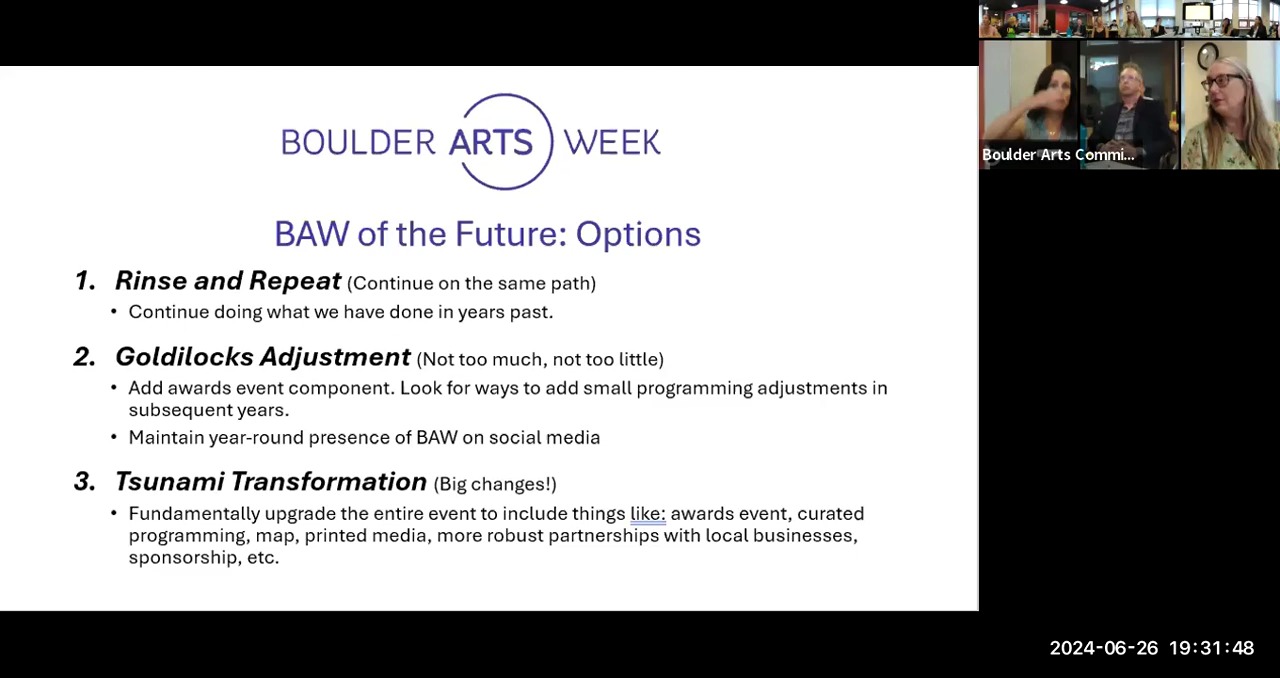 BOULDER ARTS WEEK
BAW of the Future: Options
1. Rinse and Repeat (Continue on the same path)
• Continue doing what we have done in years past.
2. Goldilocks Adjustment (Not too much, not too little)
• Add awards event component. Look for ways to add small programming adjustments in
subsequent years.
• Maintain year-round presence of BAW on social media
3. Tsunami Transformation (Big changes!)
• Fundamentally upgrade the entire event to include things like: awards event, curated
programming, map, printed media, more robust partnerships with local businesses,
sponsorship, etc.
Boulder Arts Commi...
2024-06-26 19:31:48